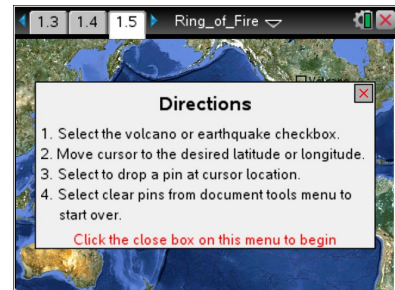 1.3 1.4 1.5 Ring_of_Fire
Directions
1. Select the volcano or earthquake checkbox.
2. Move cursor to the desired latitude or longitude.
3. Select to drop a pin at cursor location.
4. Select clear pins from document tools menu to
start over.
Click the close box on this menu to begin